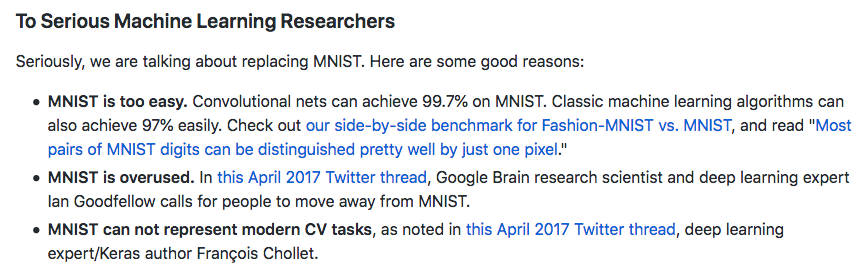 To Serious Machine Learning Researchers
Seriously, we are talking about replacing MNIST. Here are some good reasons:
• MNIST is too easy. Convolutional nets can achieve 99.7% on MNIST. Classic machine learning algorithms can
also achieve 97% easily. Check out our side-by-side benchmark for Fashion-MNIST vs. MNIST, and read "Most
pairs of MNIST digits can be distinguished pretty well by just one pixel."
• MNIST is overused. In this April 2017 Twitter thread, Google Brain research scientist and deep learning expert
Ian Goodfellow calls for people to move away from MNIST.
• MNIST can not represent modern CV tasks, as noted in this April 2017 Twitter thread, deep learning
expert/Keras author François Chollet.